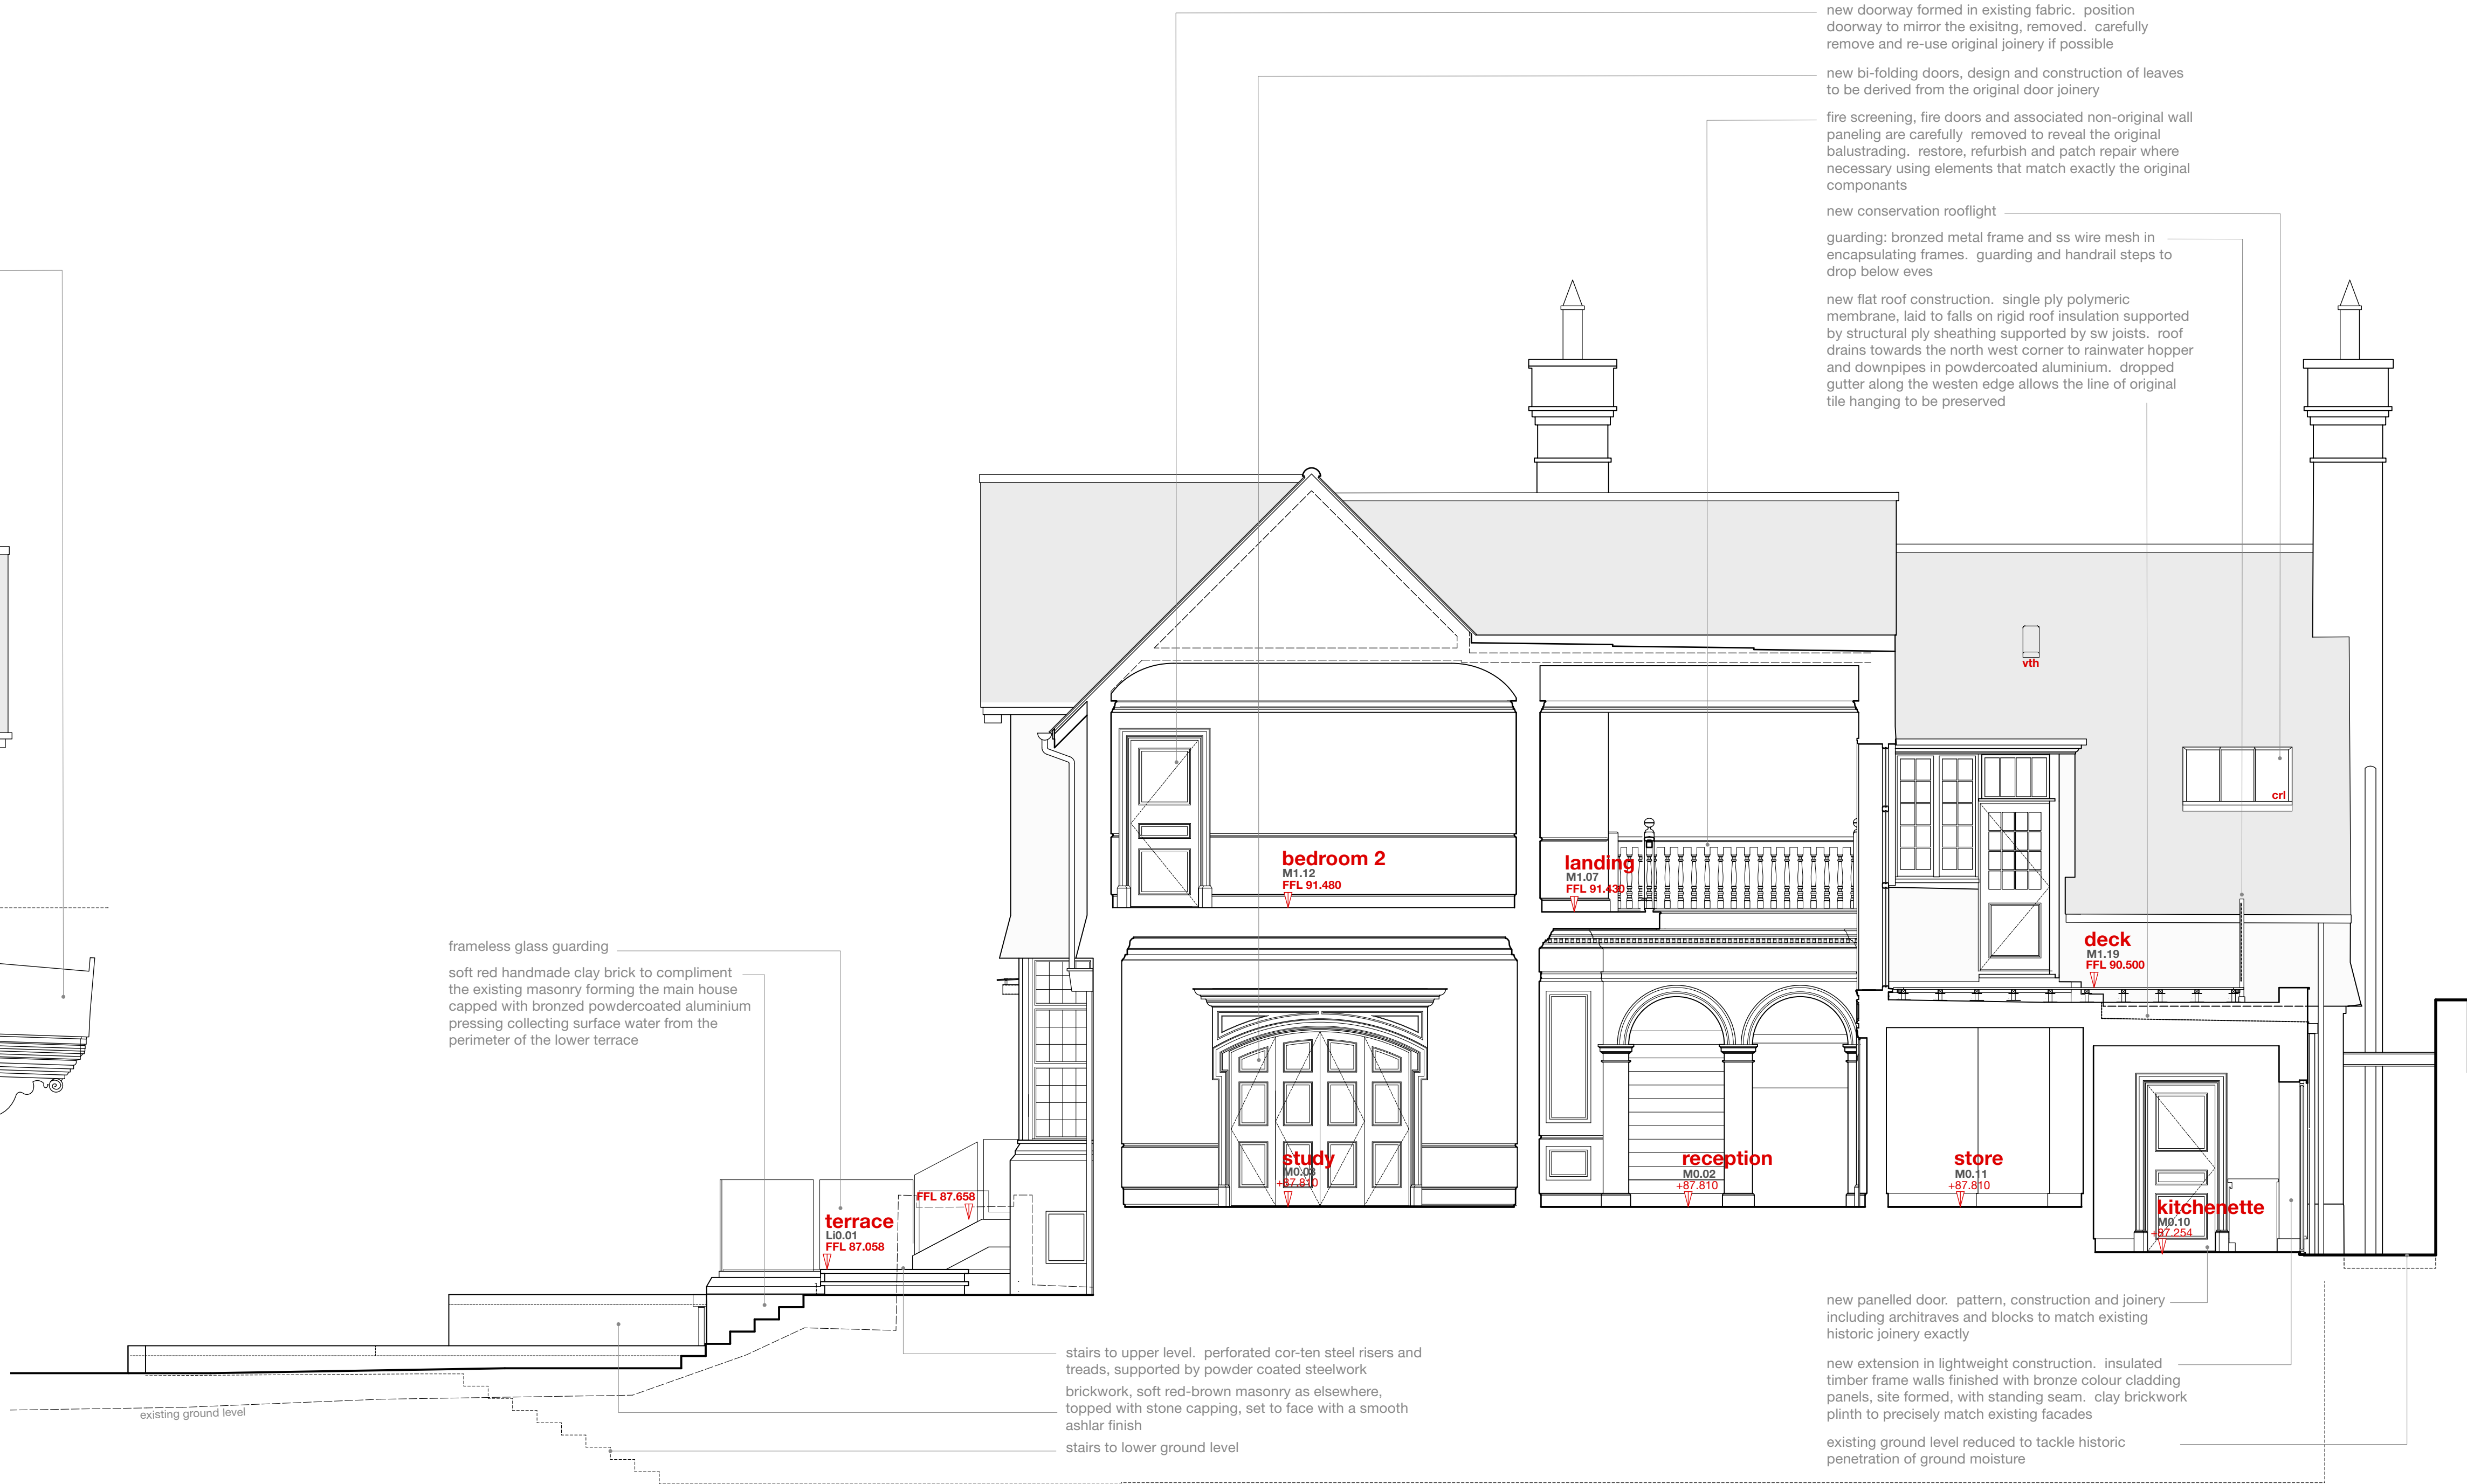 new doorway formed in existing fabric.  position
doorway to mirror the exisitng, removed.  carefully
remove and re-use original joinery if possible
new bi-folding doors, design and construction of leaves
to be derived from the original door joinery
fire screening, fire doors and associated non-original wall
paneling are carefully  removed to reveal the original
balustrading.  restore, refurbish and patch repair where
necessary using elements that match exactly the original
componants
new conservation rooflight
guarding: bronzed metal frame and ss wire mesh in
encapsulating frames.  guarding and handrail steps to
drop below eves
new flat roof construction.  single ply polymeric
membrane, laid to falls on rigid roof insulation supported
by structural ply sheathing supported by sw joists.  roof
drains towards the north west corner to rainwater hopper
and downpipes in powdercoated aluminium.  dropped
gutter along the westen edge allows the line of original
tile hanging to be preserved
vth
crl
bedroom 2
M1.12
FFL 91.480
landing
M1.07
FFL 91.430
deck
M1.19
FFL 90.500
frameless glass guarding
soft red handmade clay brick to compliment
the existing masonry forming the main house
capped with bronzed powdercoated aluminium
pressing collecting surface water from the
perimeter of the lower terrace
study
M0.03
+87.810
reception
M0.02
+87.810
store
M0.11
+87.810
kitchenette
M0.10
+87.254
FFL 87.658
terrace
Li0.01
FFL 87.058
existing ground level
stairs to upper level.  perforated cor-ten steel risers and
treads, supported by powder coated steelwork
brickwork, soft red-brown masonry as elsewhere,
topped with stone capping, set to face with a smooth
ashlar finish
stairs to lower ground level
new panelled door.  pattern, construction and joinery
including architraves and blocks to match existing
historic joinery exactly
new extension in lightweight construction.  insulated
timber frame walls finished with bronze colour cladding
panels, site formed, with standing seam.  clay brickwork
plinth to precisely match existing facades
existing ground level reduced to tackle historic
penetration of ground moisture